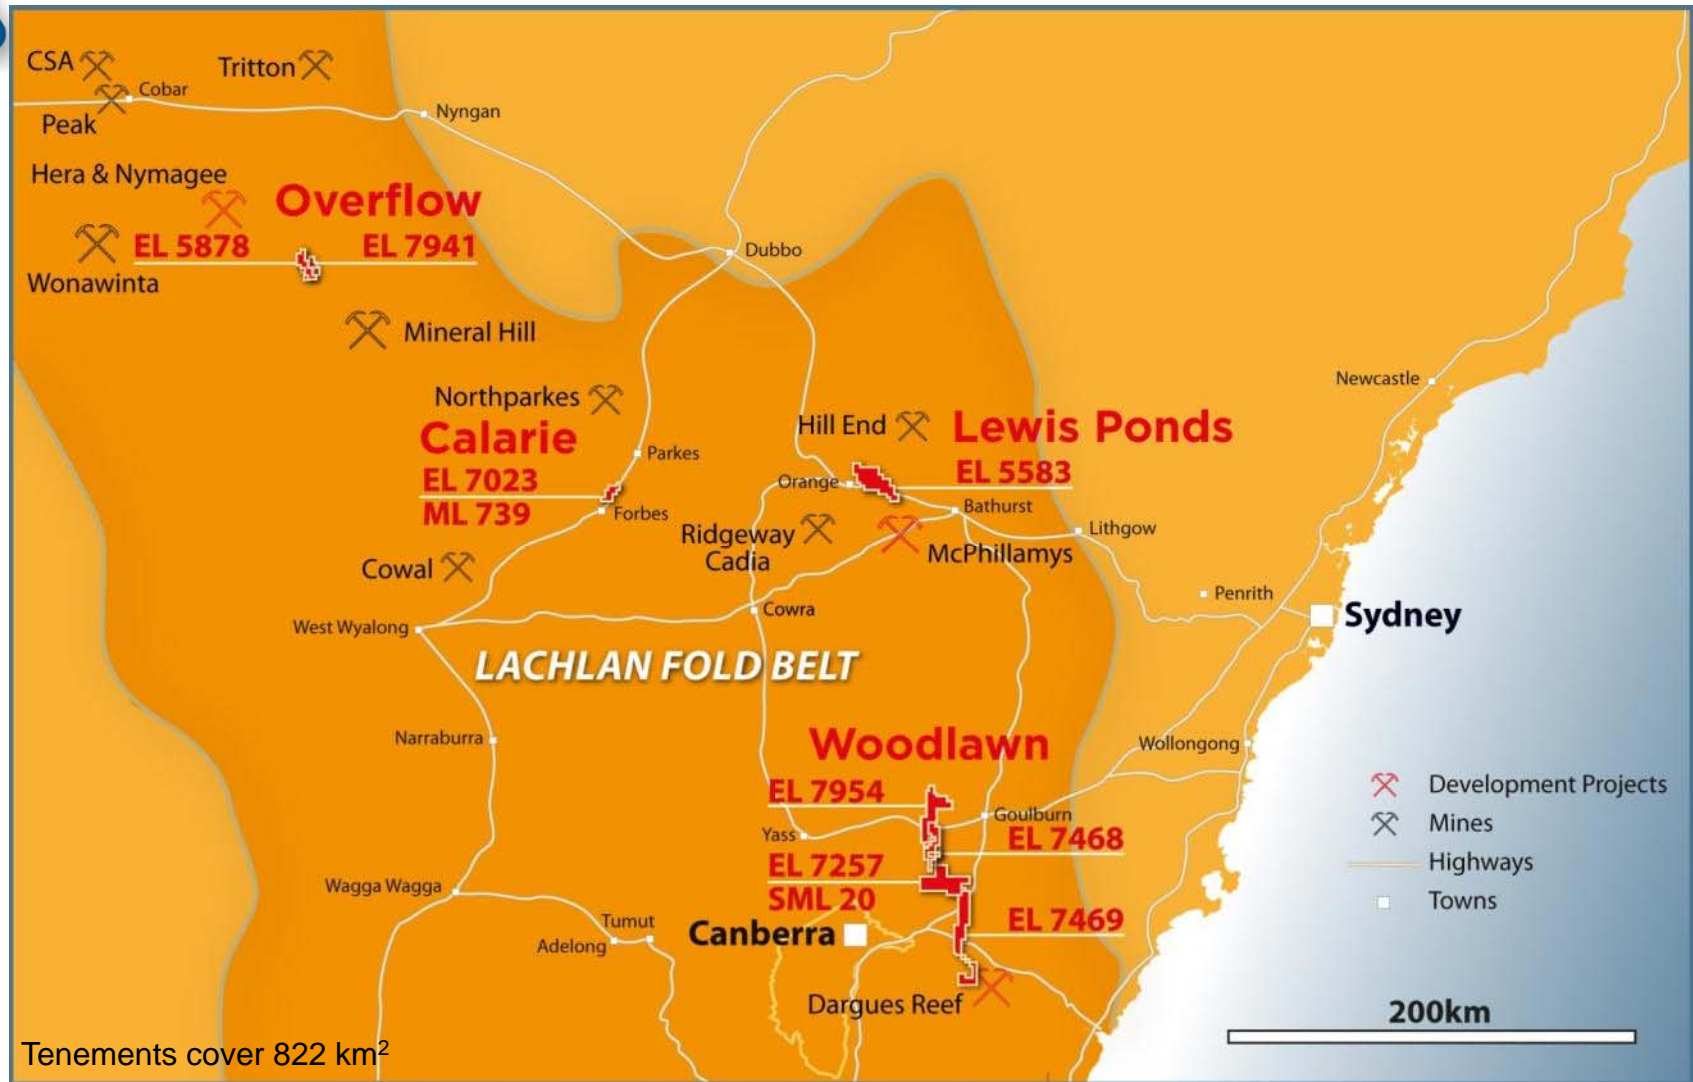 CSA
Tritton
Cobar
Peak
Nyngan
Hera & Nymagee
Overflow
EL 5878
EL 7941
Wonawinta
Dubbo
Mineral Hill
Newcastle
Northparkes
Calarie
EL 7023
ML 739
Parkes
Forbes
Hill End
Lewis Ponds
EL 5583
Orange
Bathurst
Lithgow
Ridgeway
Cadia
McPhillamys
Cowal
Penrith
Sydney
Cowra
West Wyalong
LACHLAN FOLD BELT
Narraburra
Woodlawn
Wollongong
EL 7954
Goulburn
Yass
EL 7468
EL 7257
SML 20
Wagga Wagga
EL 7469
Tumut
Adelong
Canberra
Dargues Reef
Development Projects
Mines
Highways
Towns
200km
Tenements cover 822 km²